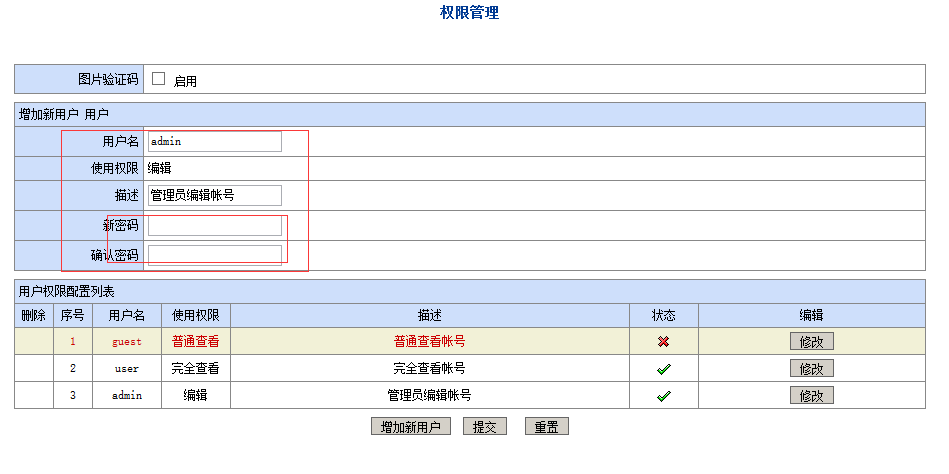 权限管理
图片验证码 启用
增加新用户 用户
用户名 admin
使用权限 编辑
描述 管理员编辑帐号
新密码
确认密码
用户权限配置列表
删除 序号 用户名 使用权限 描述 状态 编辑
1 guest 普通查看 普通查看帐号 修改
2 user 完全查看 完全查看帐号 修改
3 admin 编辑 管理员编辑帐号 修改
增加新用户 提交 重置